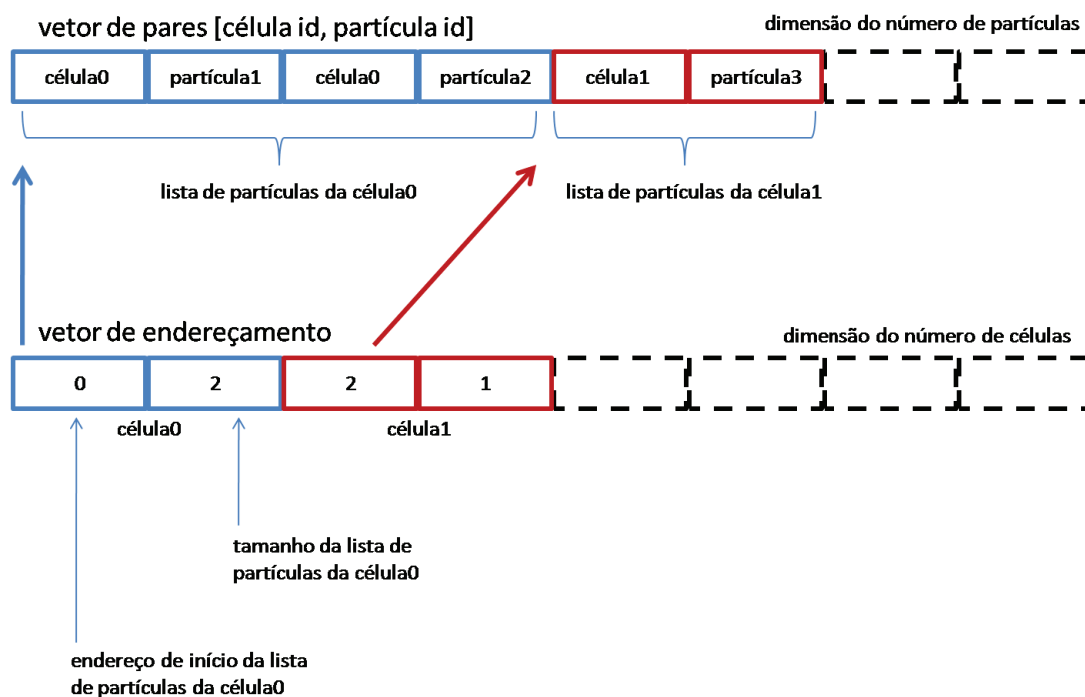 vetor de pares [célula id, partícula id]
dimensão do número de partículas
célula0 partícula1 célula0 partícula2 célula1 partícula3
lista de partículas da célula0
lista de partículas da célula1
vetor de endereçamento
dimensão do número de células
0 2 2 1
célula0
célula1
tamanho da lista de
partículas da célula0
endereço de início da lista
de partículas da célula0